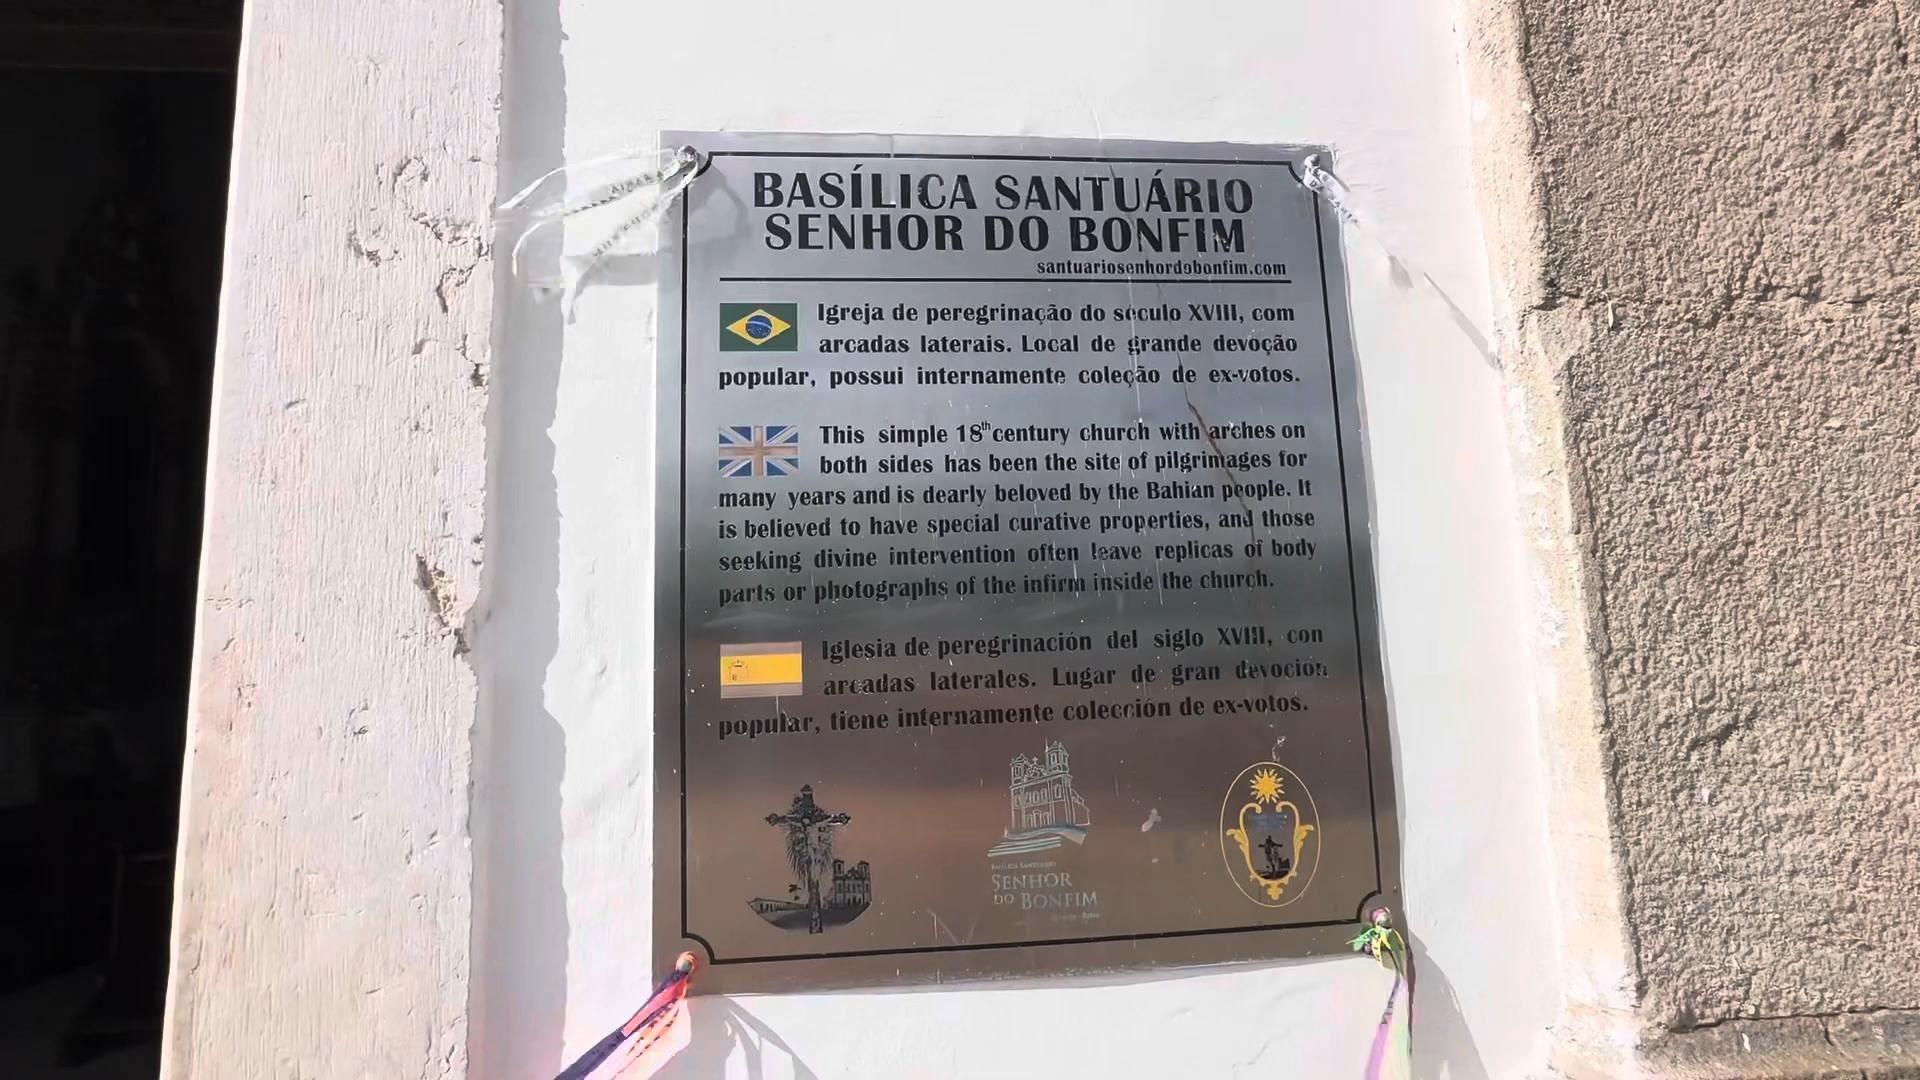 BASÍLICA SANTUÁRIO
SENHOR DO BONFIM
santuariosenhordobonfim.com
Igreja de peregrinação do século XVIII, com
arcadas laterais. Local de grande devoção
popular, possui internamente coleção de ex-votos.
This simple 18th century church with arches on
both sides has been the site of pilgrimages for
many years and is dearly beloved by the Bahian people. It
is believed to have special curative properties, and those
seeking divine intervention often leave replicas of body
parts or photographs of the infirm inside the church.
Iglesia de peregrinación del siglo XVIII, con
arcadas laterales. Lugar de gran devoción
popular, tiene internamente colección de ex-votos.
BASÍLICA SANTUÁRIO
SENHOR
DO BONFIM